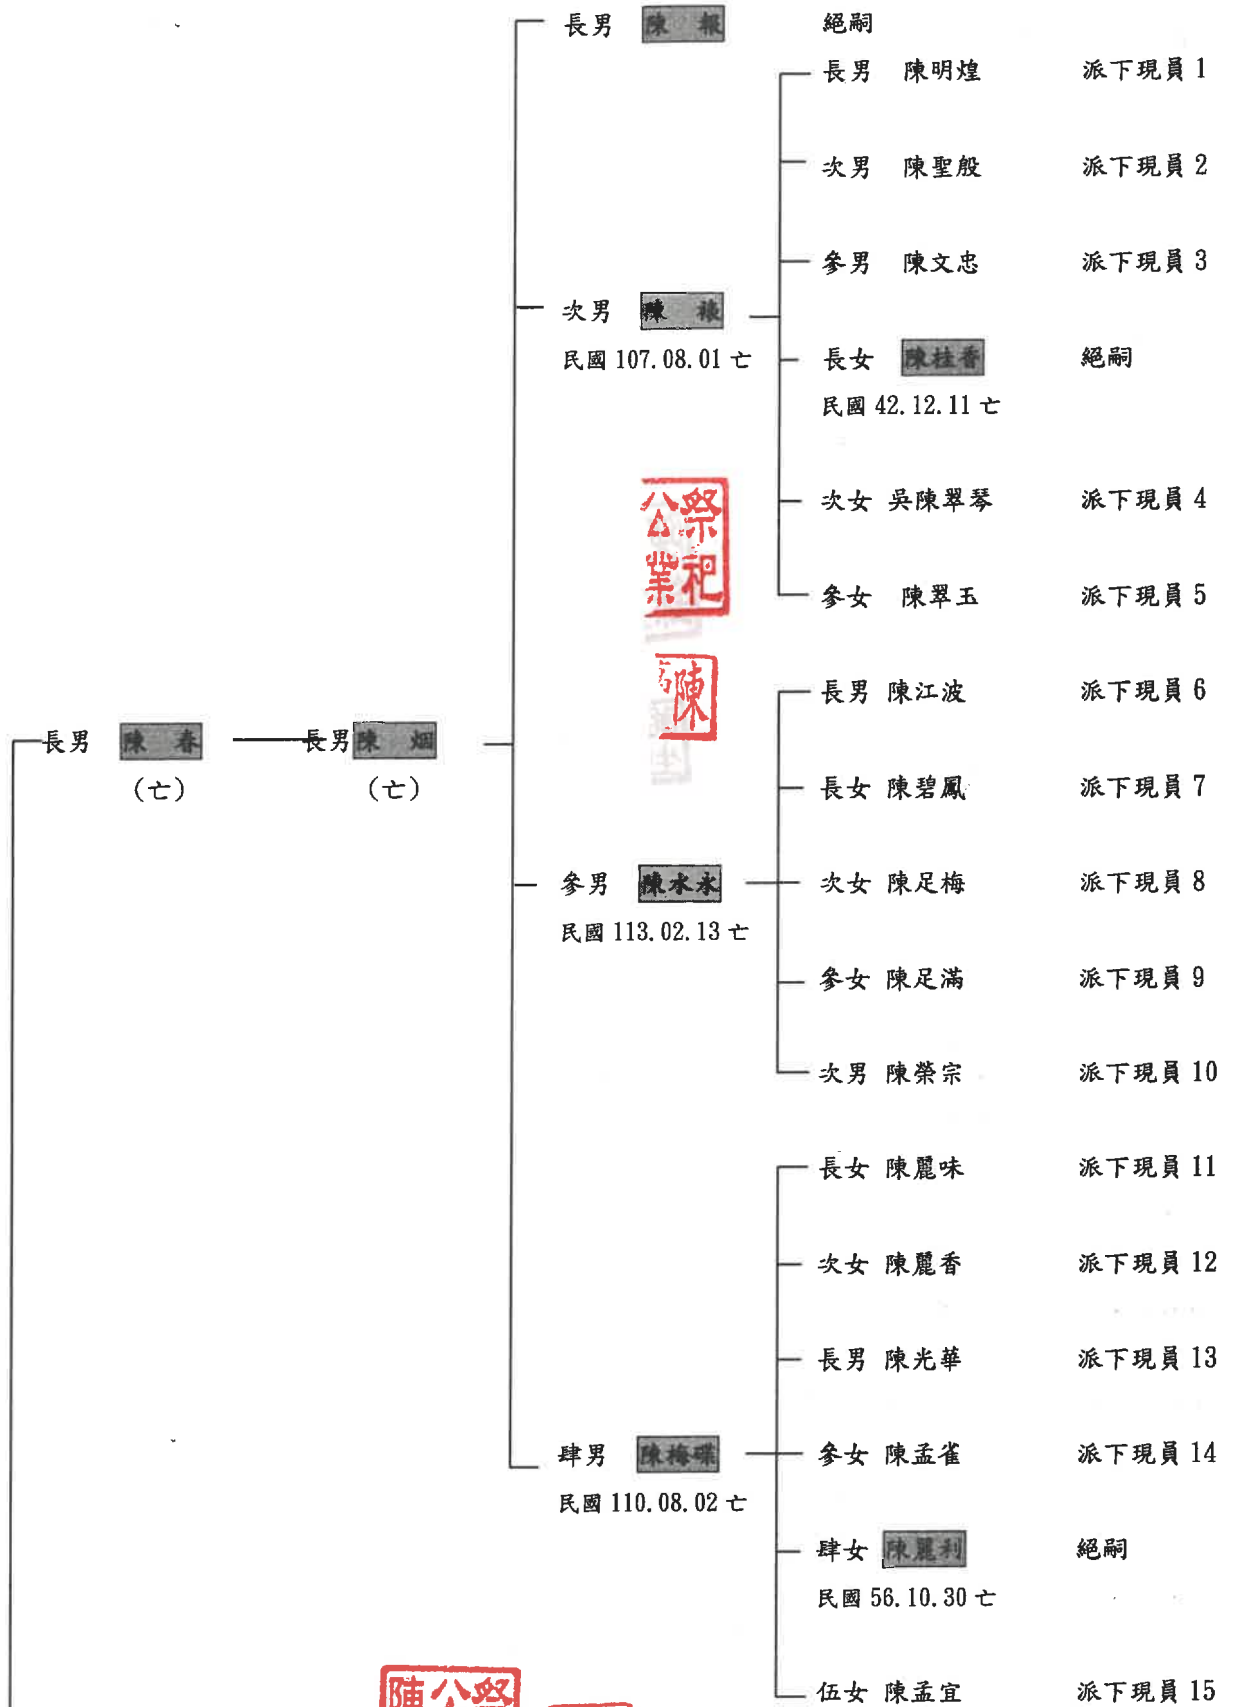 長男 陳 報 絕嗣
長男 陳明煌 派下現員 1
次男 陳聖殷 派下現員 2
參男 陳文忠 派下現員 3
次男 陳 祿
民國 107.08.01 亡
長女 陳桂香 絕嗣
民國 42.12.11 亡
次女 吳陳翠琴 派下現員 4
祭祀公業
參女 陳翠玉 派下現員 5
陳
長男 陳江波 派下現員 6
長男 陳 春
長男 陳 烟
(亡) (亡)
長女 陳碧鳳 派下現員 7
參男 陳水永
民國 113.02.13 亡
次女 陳足梅 派下現員 8
參女 陳足滿 派下現員 9
次男 陳榮宗 派下現員 10
長女 陳麗味 派下現員 11
次女 陳麗香 派下現員 12
長男 陳光華 派下現員 13
肆男 陳梅碟
民國 110.08.02 亡
參女 陳孟雀 派下現員 14
肆女 陳麗利 絕嗣
民國 56.10.30 亡
伍女 陳孟宜 派下現員 15
祭公陳